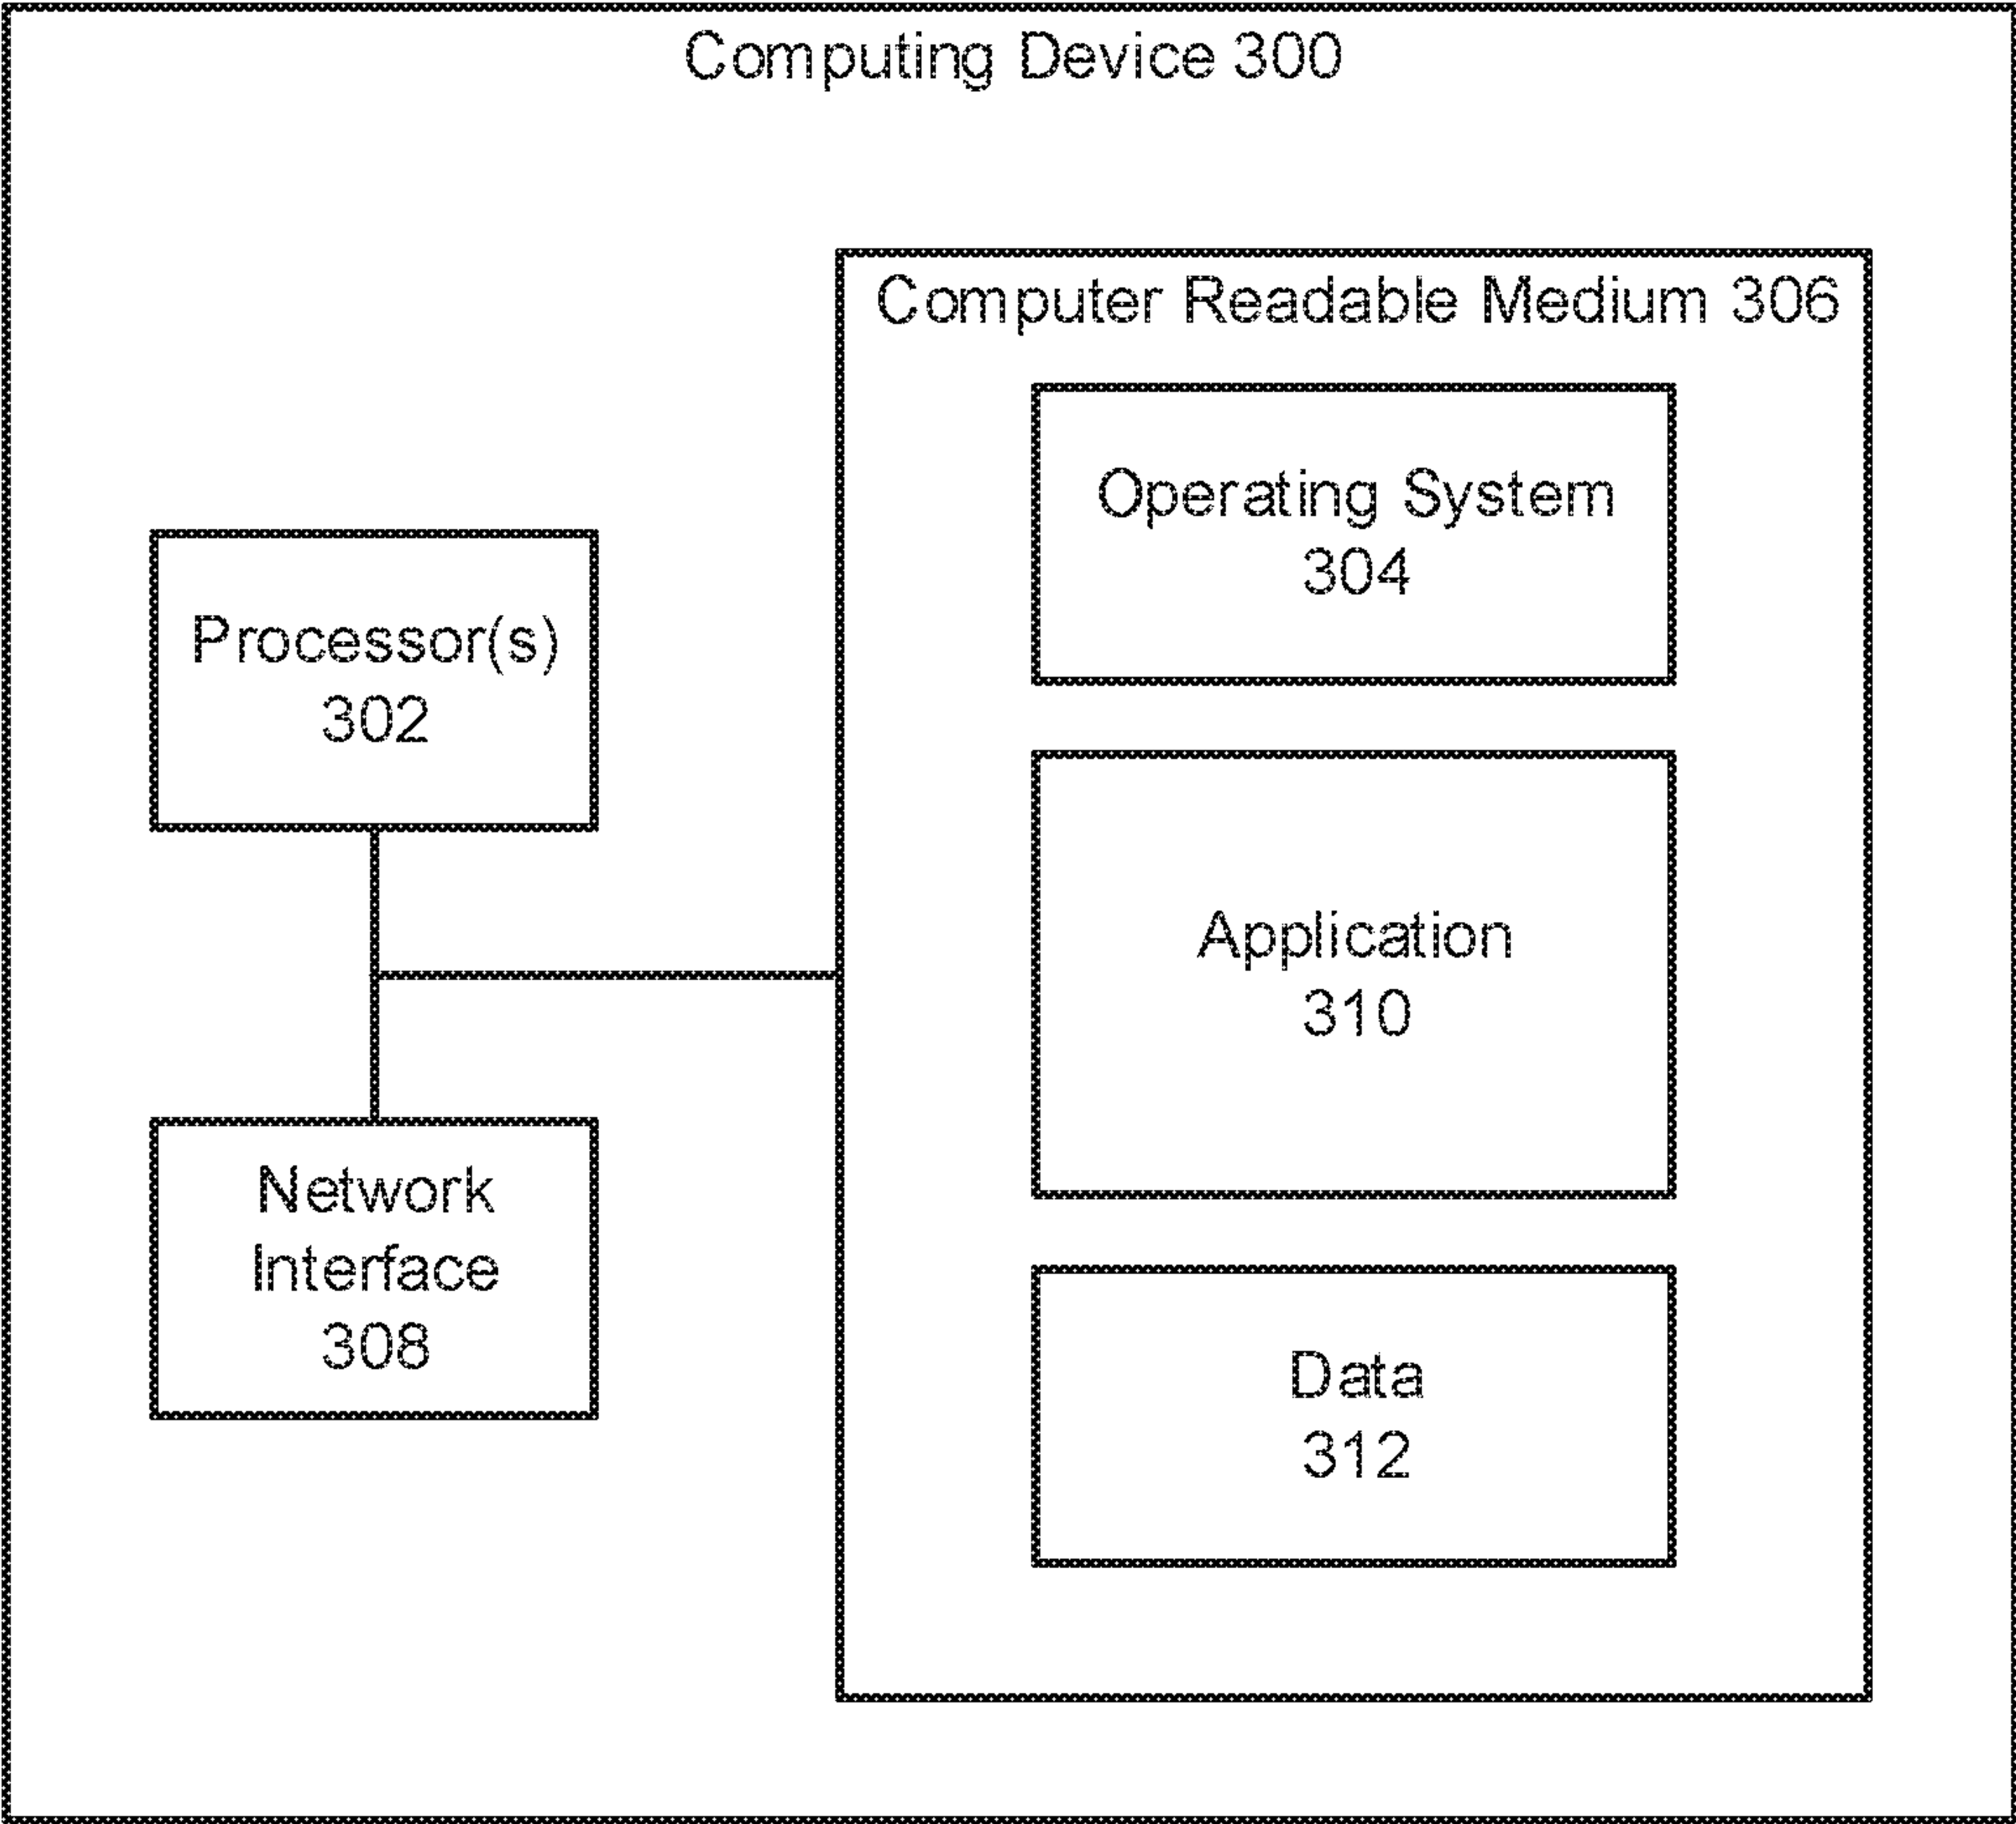 Computing Device 300
Computer Readable Medium 306
Operating System
304
Processor(s)
302
Application
310
Network
Interface
308
Data
312